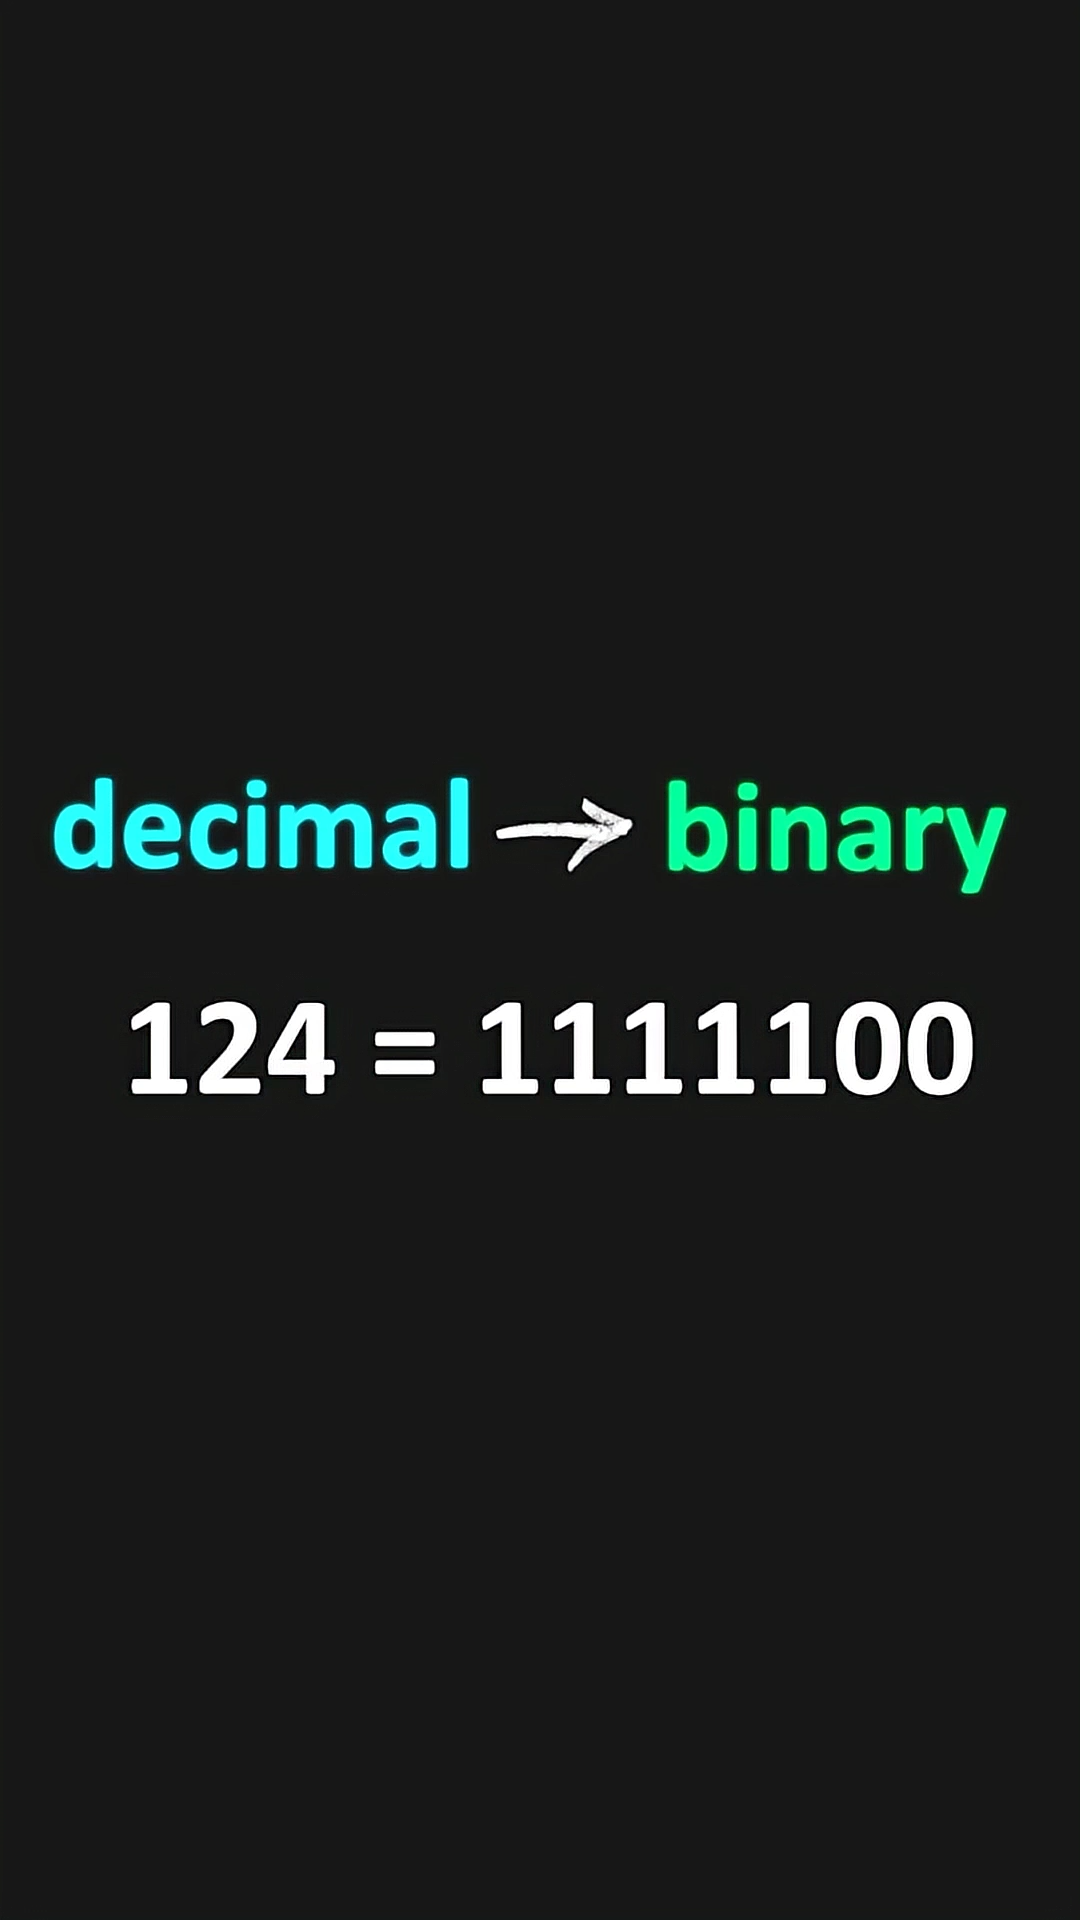 decimal → binary
124 = 1111100